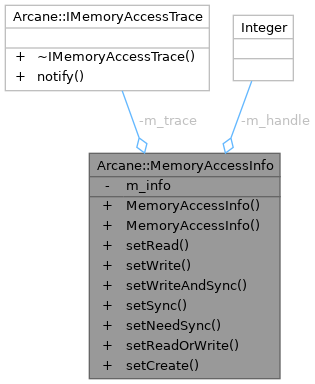 Arcane::IMemoryAccessTrace
+ ~IMemoryAccessTrace()
+ notify()
Integer
-m_trace
-m_handle
Arcane::MemoryAccessInfo
- m_info
+ MemoryAccessInfo()
+ MemoryAccessInfo()
+ setRead()
+ setWrite()
+ setWriteAndSync()
+ setSync()
+ setNeedSync()
+ setReadOrWrite()
+ setCreate()